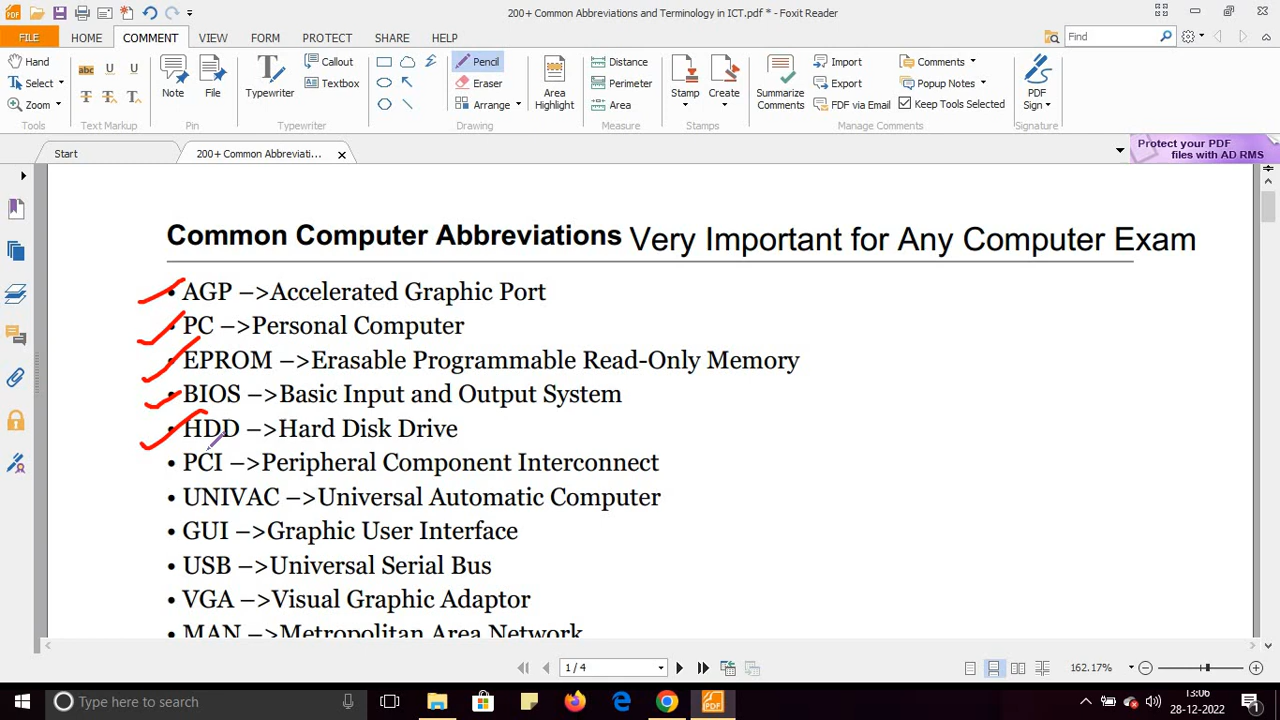 200+ Common Abbreviations and Terminology in ICT.pdf * - Foxit Reader
FILE HOME COMMENT VIEW FORM PROTECT SHARE HELP Find
Hand
Select
Zoom
Tools
abc U U
T T T
Text Markup
Note File
Pin
Typewriter
Callout
Textbox
Typewriter
Pencil
Eraser
Arrange
Drawing
Area Highlight
Distance
Perimeter
Area
Measure
Stamp Create
Stamps
Summarize Comments
Import
Export
FDF via Email
Comments
Popup Notes
Keep Tools Selected
Manage Comments
PDF Sign
Signature
Start
200+ Common Abbreviati...
Protect your PDF
files with AD RMS
Common Computer Abbreviations Very Important for Any Computer Exam
• AGP –>Accelerated Graphic Port
• PC –>Personal Computer
• EPROM –>Erasable Programmable Read-Only Memory
• BIOS –>Basic Input and Output System
• HDD –>Hard Disk Drive
• PCI –>Peripheral Component Interconnect
• UNIVAC –>Universal Automatic Computer
• GUI –>Graphic User Interface
• USB –>Universal Serial Bus
• VGA –>Visual Graphic Adaptor
• MAN –>Metropolitan Area Network
1 / 4
162.17%
Type here to search
13:06
28-12-2022
1